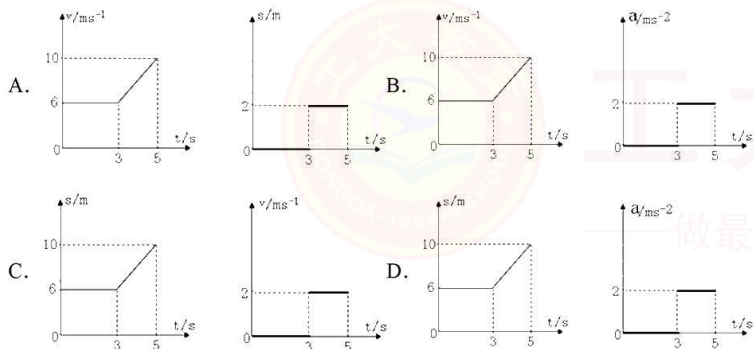 v/ms⁻¹ s/m v/ms⁻¹ a/ms⁻2
10 10
A. 6 2 B. 6 2
t/s t/s t/s t/s
0 3 5 0 3 5 0 3 5 0 3 5
s/m v/ms⁻¹ s/m a/ms⁻2
10 10
C. 6 2 D. 6 2
t/s t/s t/s t/s
0 3 5 0 3 5 0 3 5 0 3 5
做最